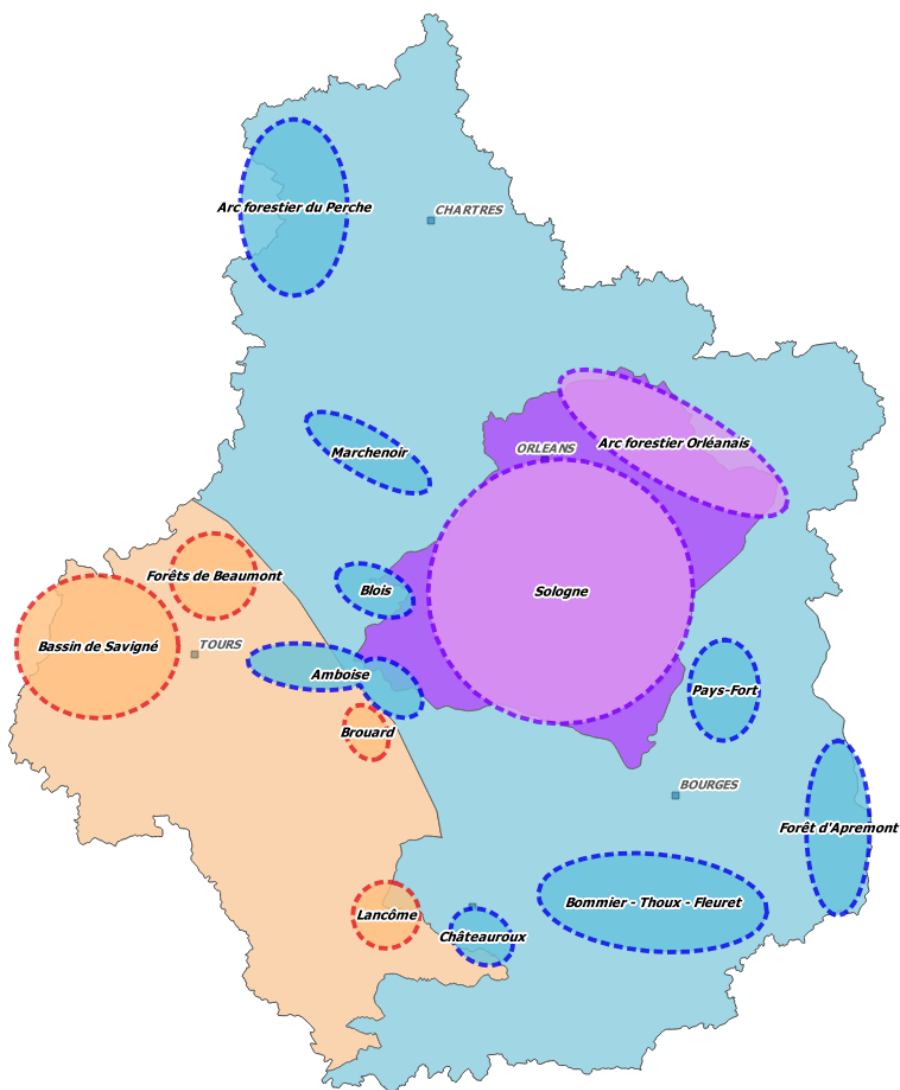 Arc forestier du Perche
CHARTRES
Marchenoir
ORLEANS
Arc forestier Orléanais
Forêts de Beaumont
Blois
Sologne
Bassin de Savigné
TOURS
Amboise
Pays-Fort
Brouard
BOURGES
Forêt d'Apremont
Lancôme
Bommier - Thoux - Fleuret
Châteauroux